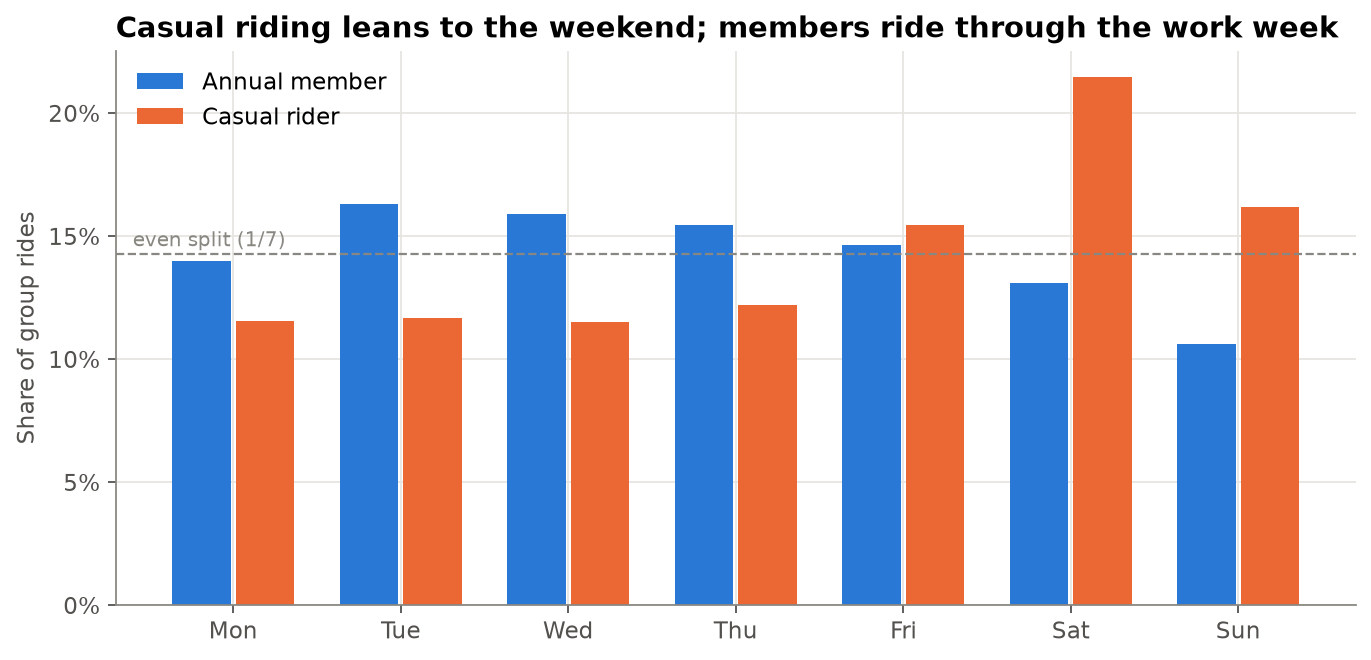 Casual riding leans to the weekend; members ride through the work week
Annual member
Casual rider
20%
15%
10%
5%
0%
even split (1/7)
Share of group rides
Mon Tue Wed Thu Fri Sat Sun